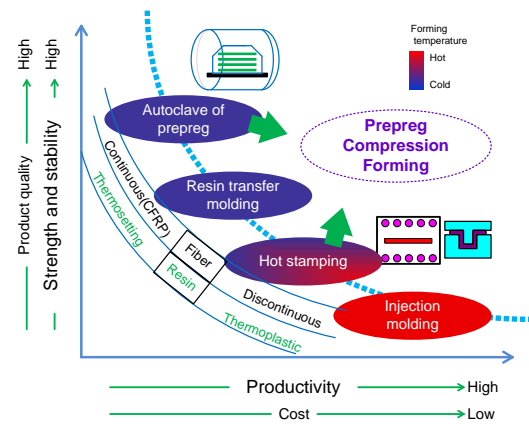 High
High
Product quality
Strength and stability
Forming
temperature
Hot
Cold
Autoclave of
prepreg
Prepreg
Compression
Forming
Resin transfer
molding
Continuous(CFRP)
Thermosetting
Fiber
Resin
Hot stamping
Discontinuous
Thermoplastic
Injection
molding
Productivity
High
Cost
Low